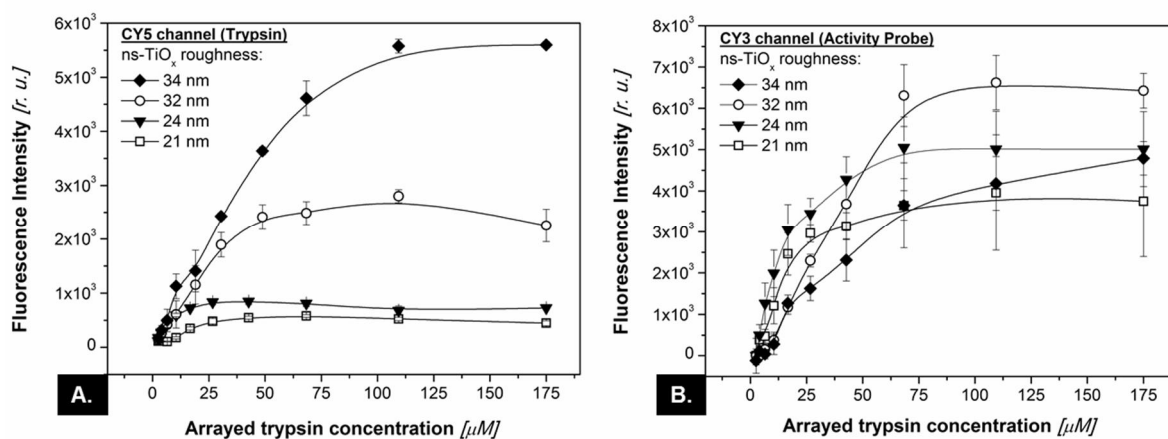 CY5 channel (Trypsin)
ns-TiOₓ roughness:
34 nm
32 nm
24 nm
21 nm
6x10³
5x10³
4x10³
3x10³
2x10³
1x10³
0
Fluorescence Intensity [r. u.]
0 25 50 75 100 125 150 175
Arrayed trypsin concentration [µM]
A.
CY3 channel (Activity Probe)
ns-TiOₓ roughness:
34 nm
32 nm
24 nm
21 nm
8x10³
7x10³
6x10³
5x10³
4x10³
3x10³
2x10³
1x10³
0
Fluorescence Intensity [r. u.]
0 25 50 75 100 125 150 175
Arrayed trypsin concentration [µM]
B.